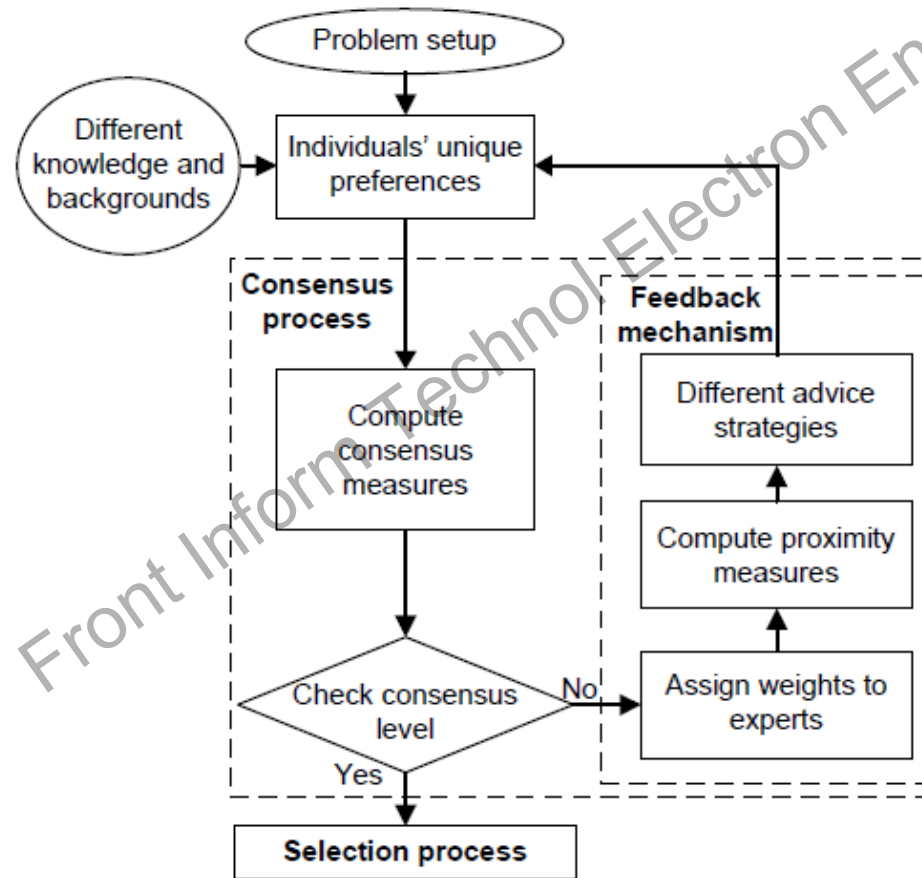 Problem setup
Different
knowledge and
backgrounds
Individuals’ unique
preferences
Consensus
process
Feedback
mechanism
Compute
consensus
measures
Different advice
strategies
Compute proximity
measures
Check consensus
level
No
Assign weights to
experts
Yes
Selection process
Front Inform Technol Electron En